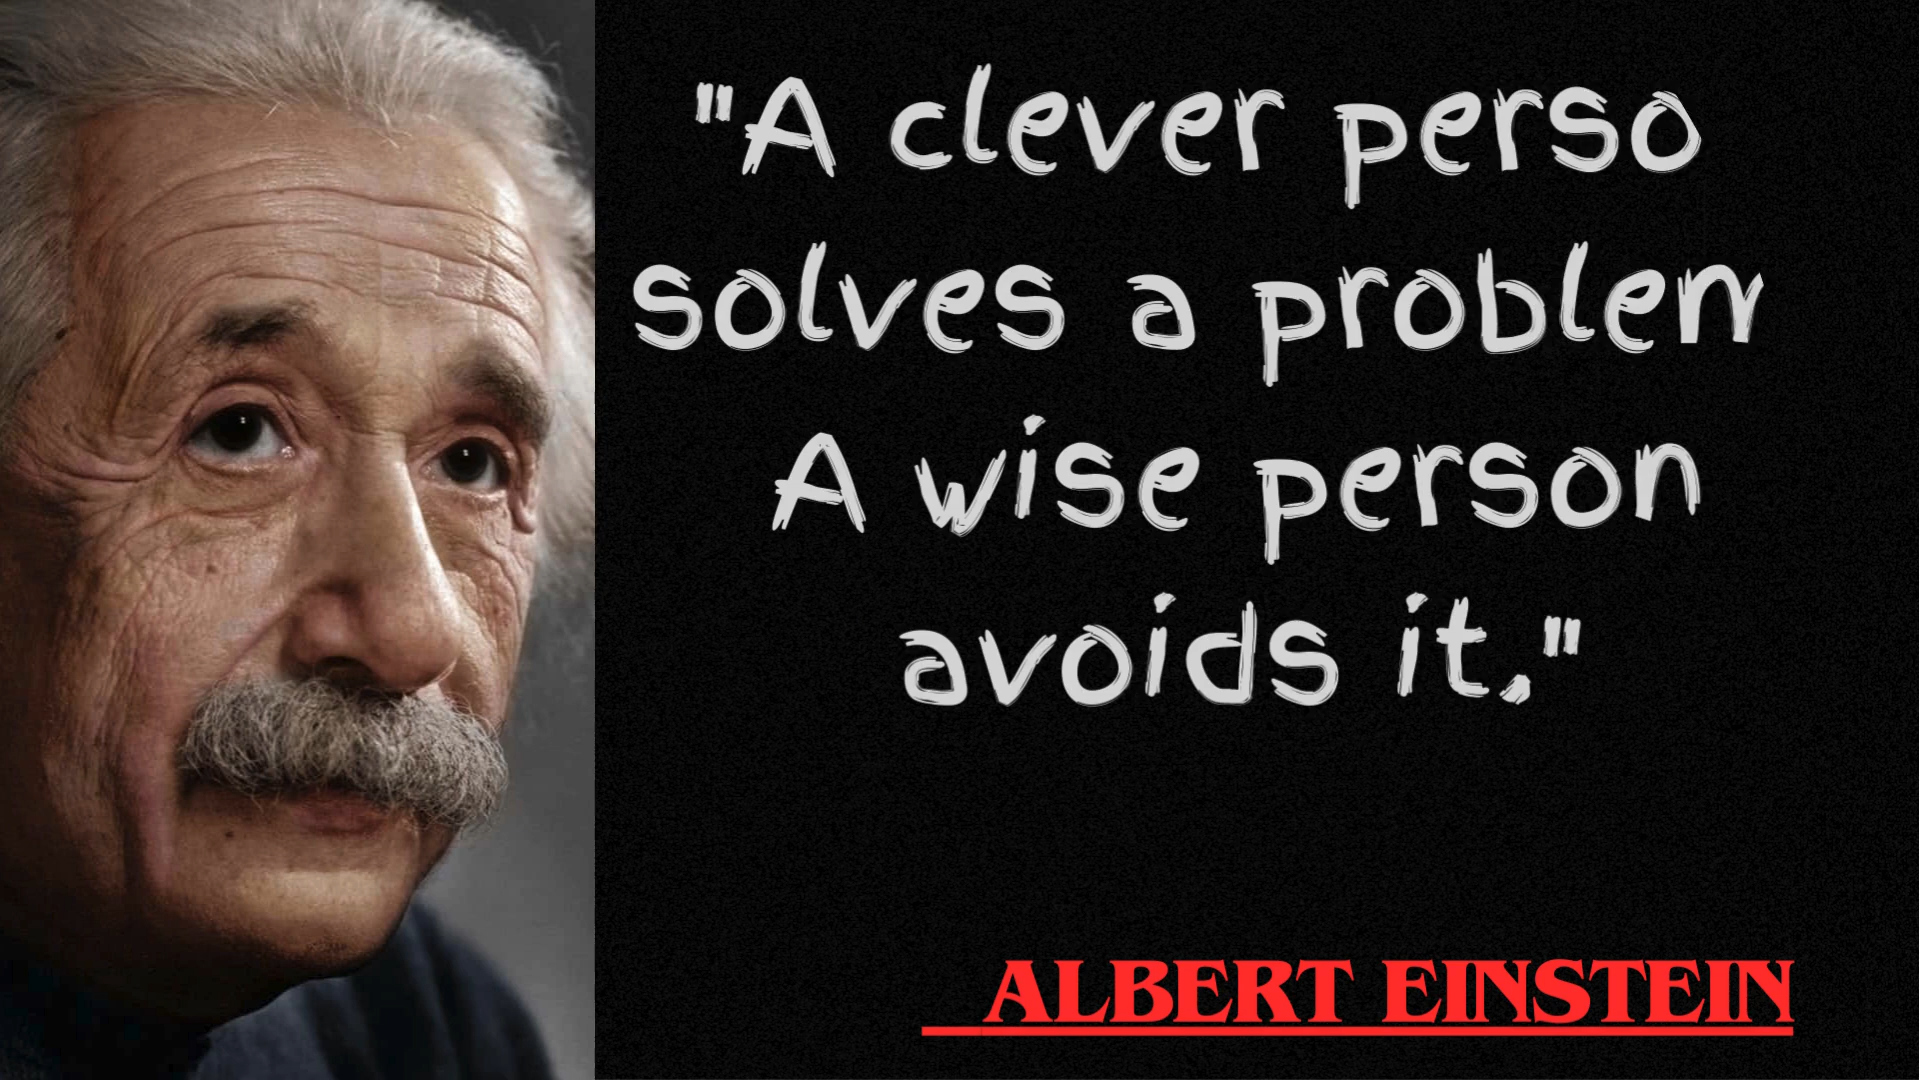 "A clever perso
solves a problem
A wise person
avoids it."
ALBERT EINSTEIN